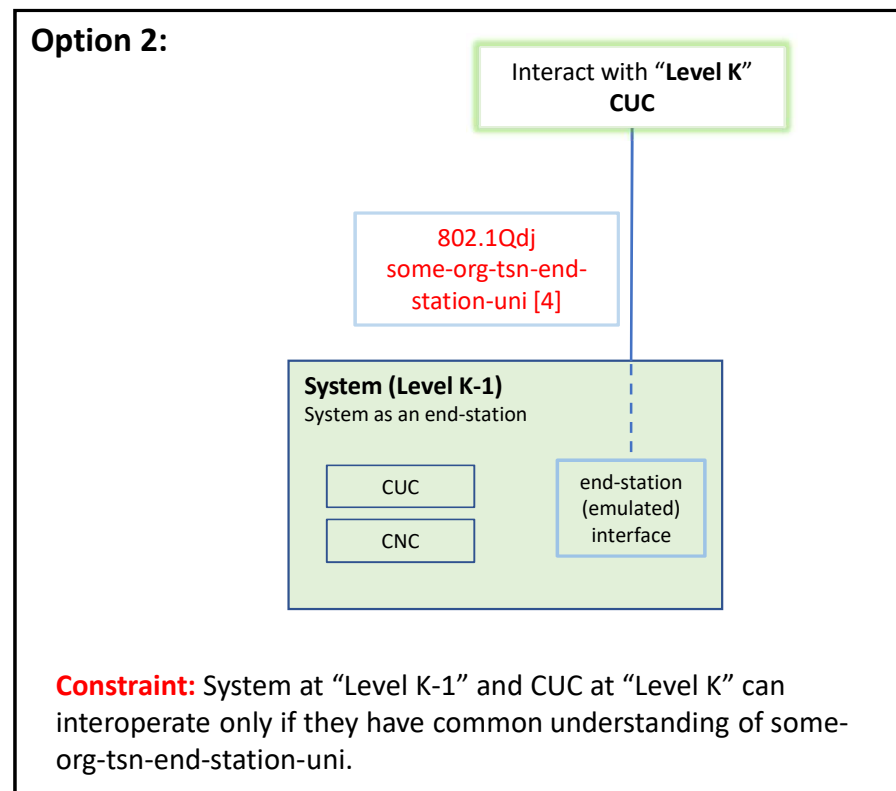 Option 2:
Interact with “Level K”
CUC
802.1Qdj
some-org-tsn-end-
station-uni [4]
System (Level K-1)
System as an end-station
CUC
CNC
end-station
(emulated)
interface
Constraint: System at “Level K-1” and CUC at “Level K” can
interoperate only if they have common understanding of some-
org-tsn-end-station-uni.